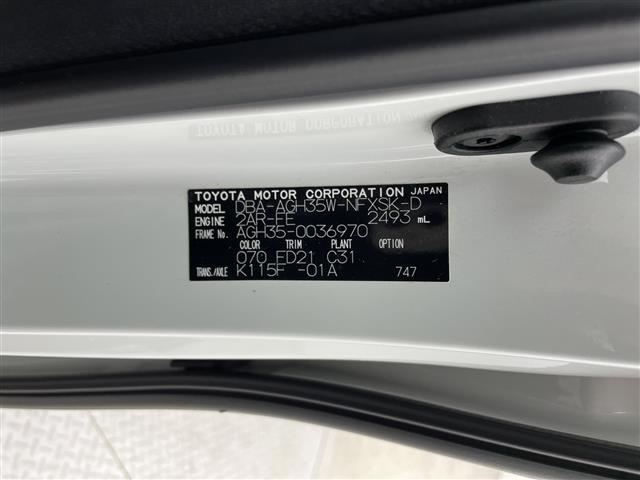 TOYOTA MOTOR CORPORATION JAPAN
MODEL DBA-AGH35W-NFXSK-D
ENGINE 2AR-FE 2493 mL
FRAME No. AGH35-0036970
COLOR TRIM PLANT OPTION
070 FD21 C31
TRANS./AXLE K115F -01A 747